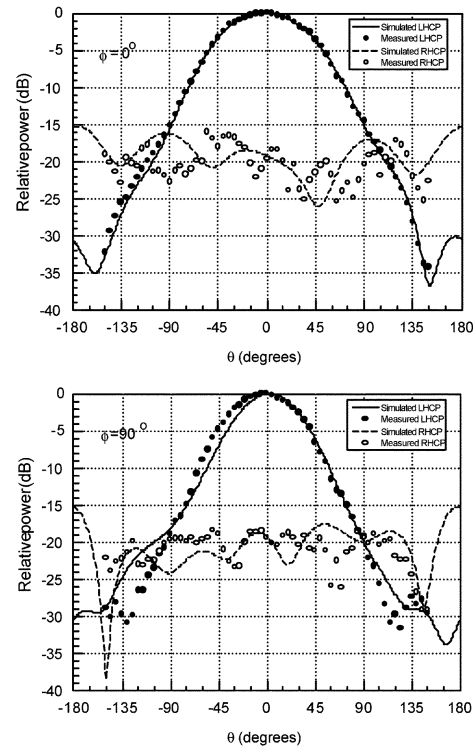 0
-5
-10
-15
-20
-25
-30
-35
-40
Relativepower (dB)
ϕ=0°
Simulated LHCP
Measured LHCP
Simulated RHCP
Measured RHCP
-180 -135 -90 -45 0 45 90 135 180
θ (degrees)
0
-5
-10
-15
-20
-25
-30
-35
-40
Relativepower(dB)
ϕ=90°
Simulated LHCP
Measured LHCP
Simulated RHCP
Measured RHCP
-180 -135 -90 -45 0 45 90 135 180
θ (degrees)